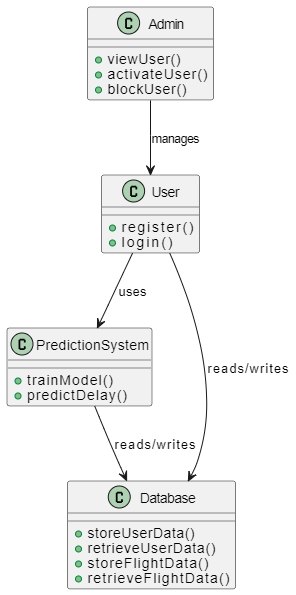 C Admin
viewUser()
activateUser()
blockUser()
manages
C User
register()
login()
uses
C PredictionSystem
trainModel()
predictDelay()
reads/writes
reads/writes
C Database
storeUserData()
retrieveUserData()
storeFlightData()
retrieveFlightData()